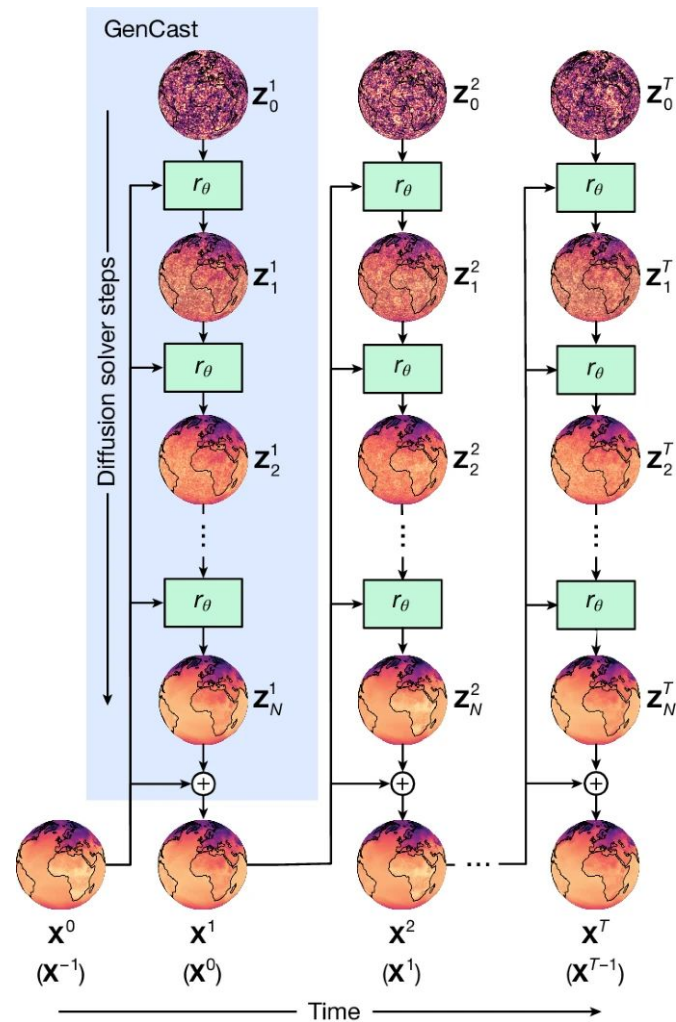 GenCast
Z_0^1 Z_0^2 Z_0^T
r_θ r_θ r_θ
Z_1^1 Z_1^2 Z_1^T
r_θ r_θ r_θ
Diffusion solver steps
Z_2^1 Z_2^2 Z_2^T
⋮ ⋮ ⋮
r_θ r_θ r_θ
Z_N^1 Z_N^2 Z_N^T
+ + +
...
X^0 X^1 X^2 X^T
(X^{-1}) (X^0) (X^1) (X^{T-1})
Time